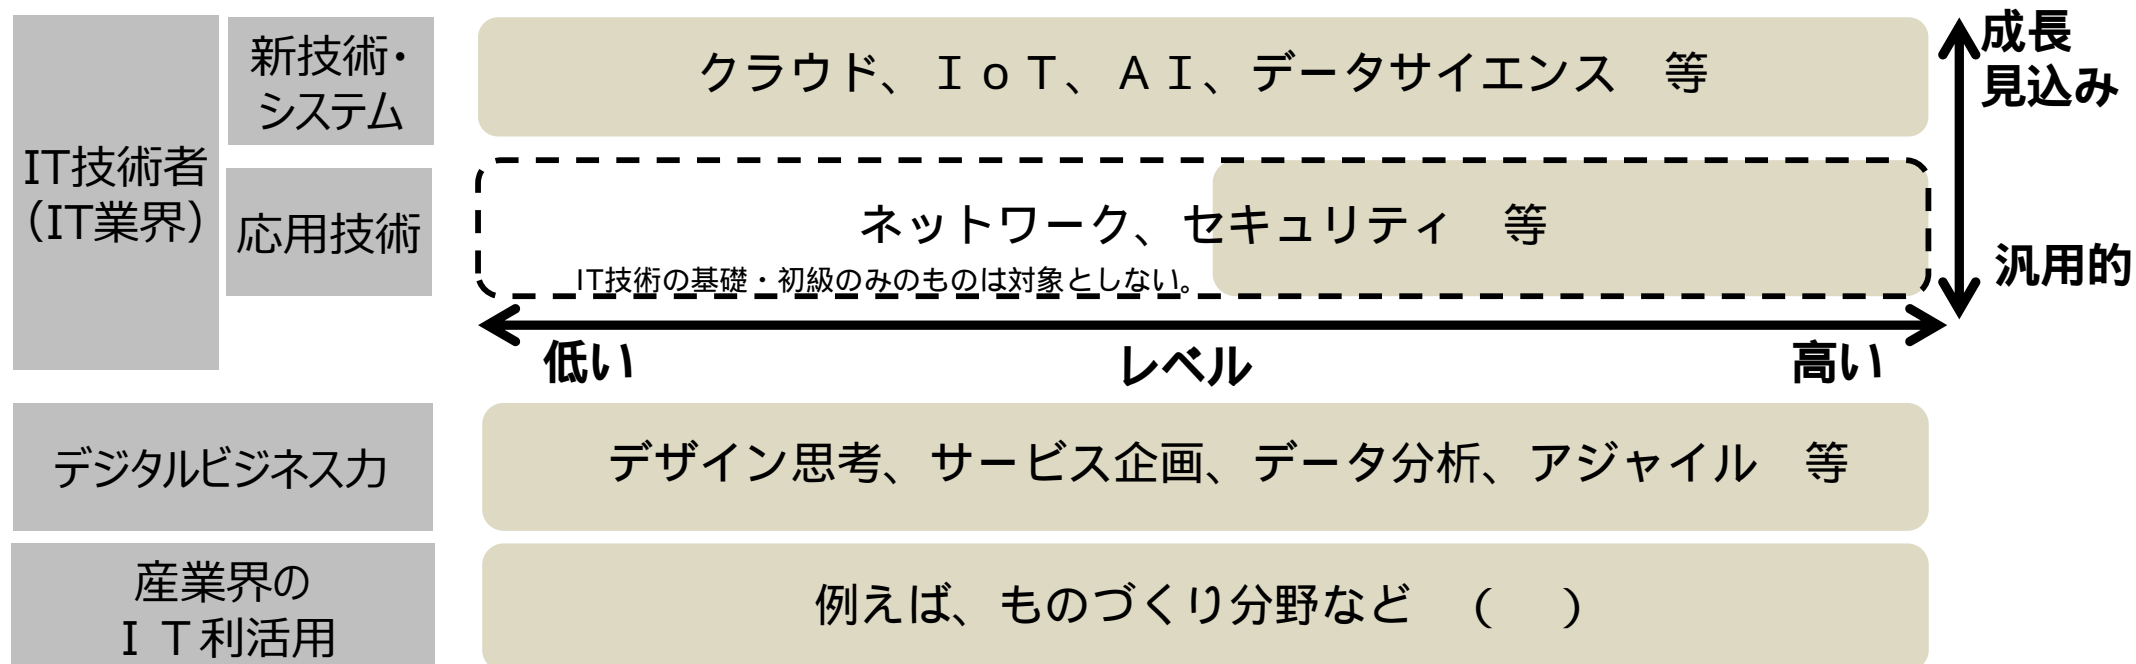 IT技術者
（IT業界）
新技術・
システム
クラウド、ＩｏＴ、ＡＩ、データサイエンス　等
成長
見込み
応用技術
ネットワーク、セキュリティ　等
IT技術の基礎・初級のみのものは対象としない。
汎用的
低い
レベル
高い
デジタルビジネス力
デザイン思考、サービス企画、データ分析、アジャイル　等
産業界の
ＩＴ利活用
例えば、ものづくり分野など　（　）